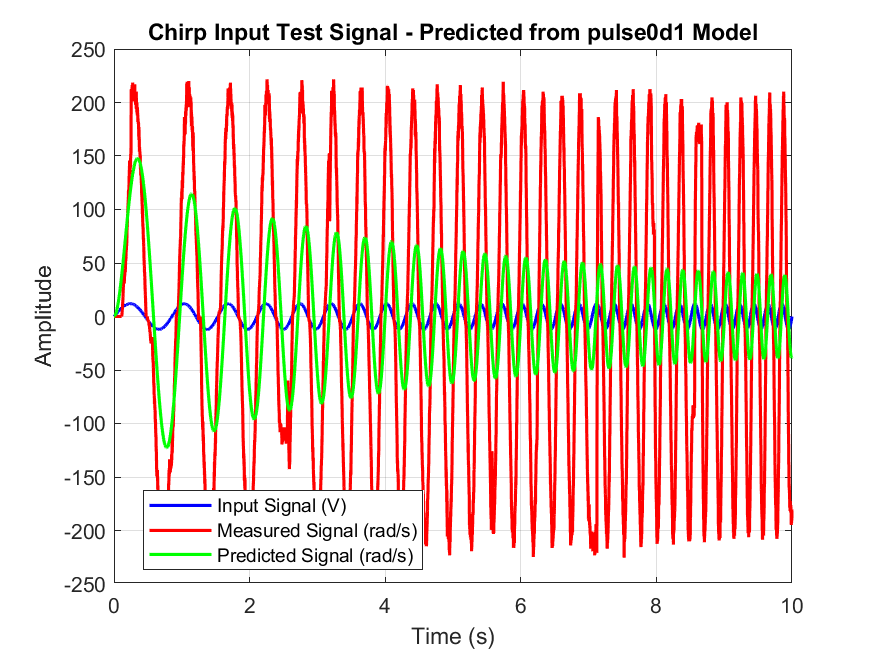 Chirp Input Test Signal - Predicted from pulse0d1 Model
250
200
150
100
50
0
-50
-100
-150
-200
-250
Amplitude
Input Signal (V)
Measured Signal (rad/s)
Predicted Signal (rad/s)
0
2
4
6
8
10
Time (s)